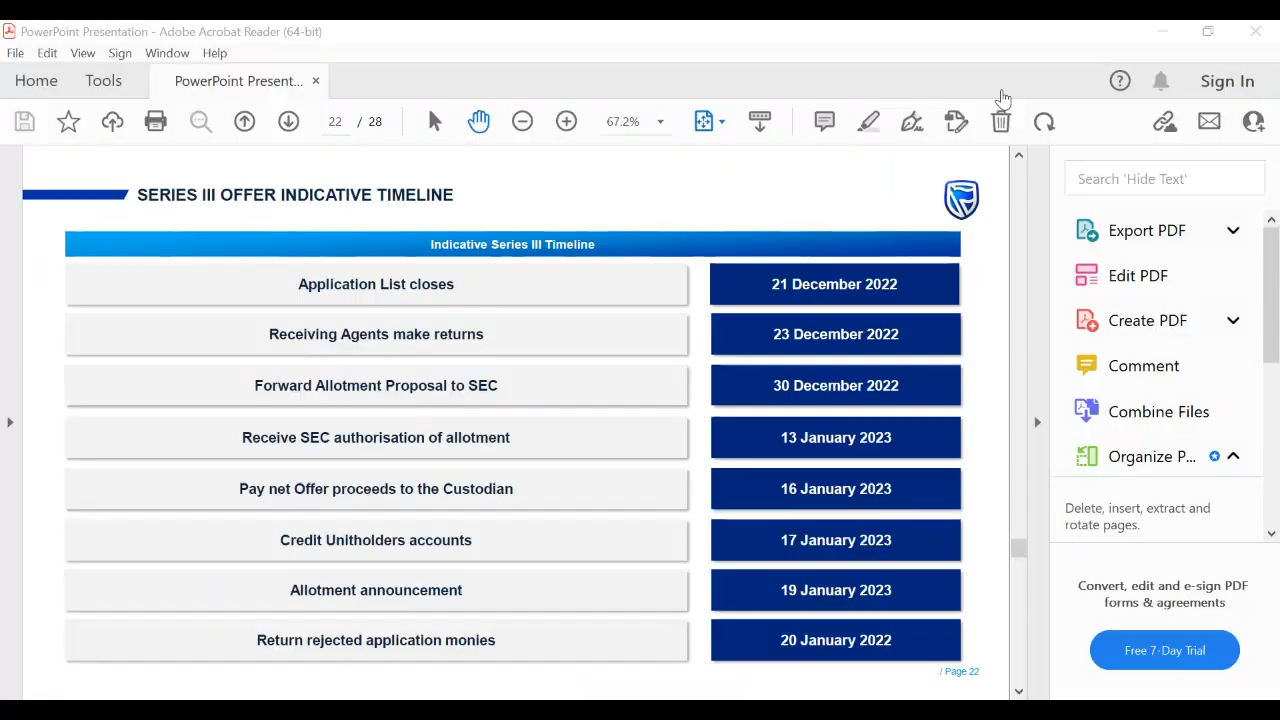 PowerPoint Presentation - Adobe Acrobat Reader (64-bit)
File Edit View Sign Window Help
Home Tools PowerPoint Present... × Sign In
22 / 28 67.2%
SERIES III OFFER INDICATIVE TIMELINE
Indicative Series III Timeline
Application List closes 21 December 2022
Receiving Agents make returns 23 December 2022
Forward Allotment Proposal to SEC 30 December 2022
Receive SEC authorisation of allotment 13 January 2023
Pay net Offer proceeds to the Custodian 16 January 2023
Credit Unitholders accounts 17 January 2023
Allotment announcement 19 January 2023
Return rejected application monies 20 January 2022
/ Page 22
Search 'Hide Text'
Export PDF
Edit PDF
Create PDF
Comment
Combine Files
Organize P...
Delete, insert, extract and
rotate pages.
Convert, edit and e-sign PDF
forms & agreements
Free 7-Day Trial